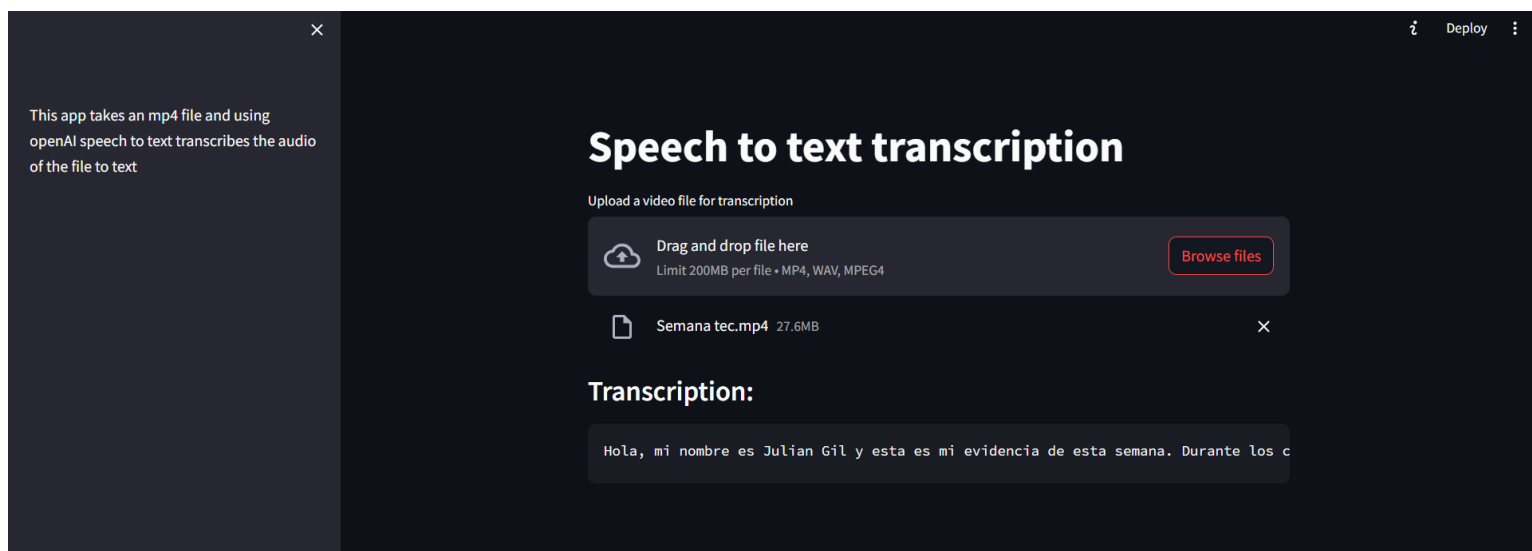 This app takes an mp4 file and using
openAI speech to text transcribes the audio
of the file to text
Deploy
Speech to text transcription
Upload a video file for transcription
Drag and drop file here
Limit 200MB per file • MP4, WAV, MPEG4
Browse files
Semana tec.mp4 27.6MB
Transcription:
Hola, mi nombre es Julian Gil y esta es mi evidencia de esta semana. Durante los c